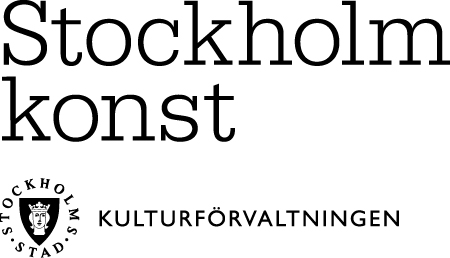 Stockholm
konst
STOCKHOLMS
·STAD·
KULTURFÖRVALTNINGEN